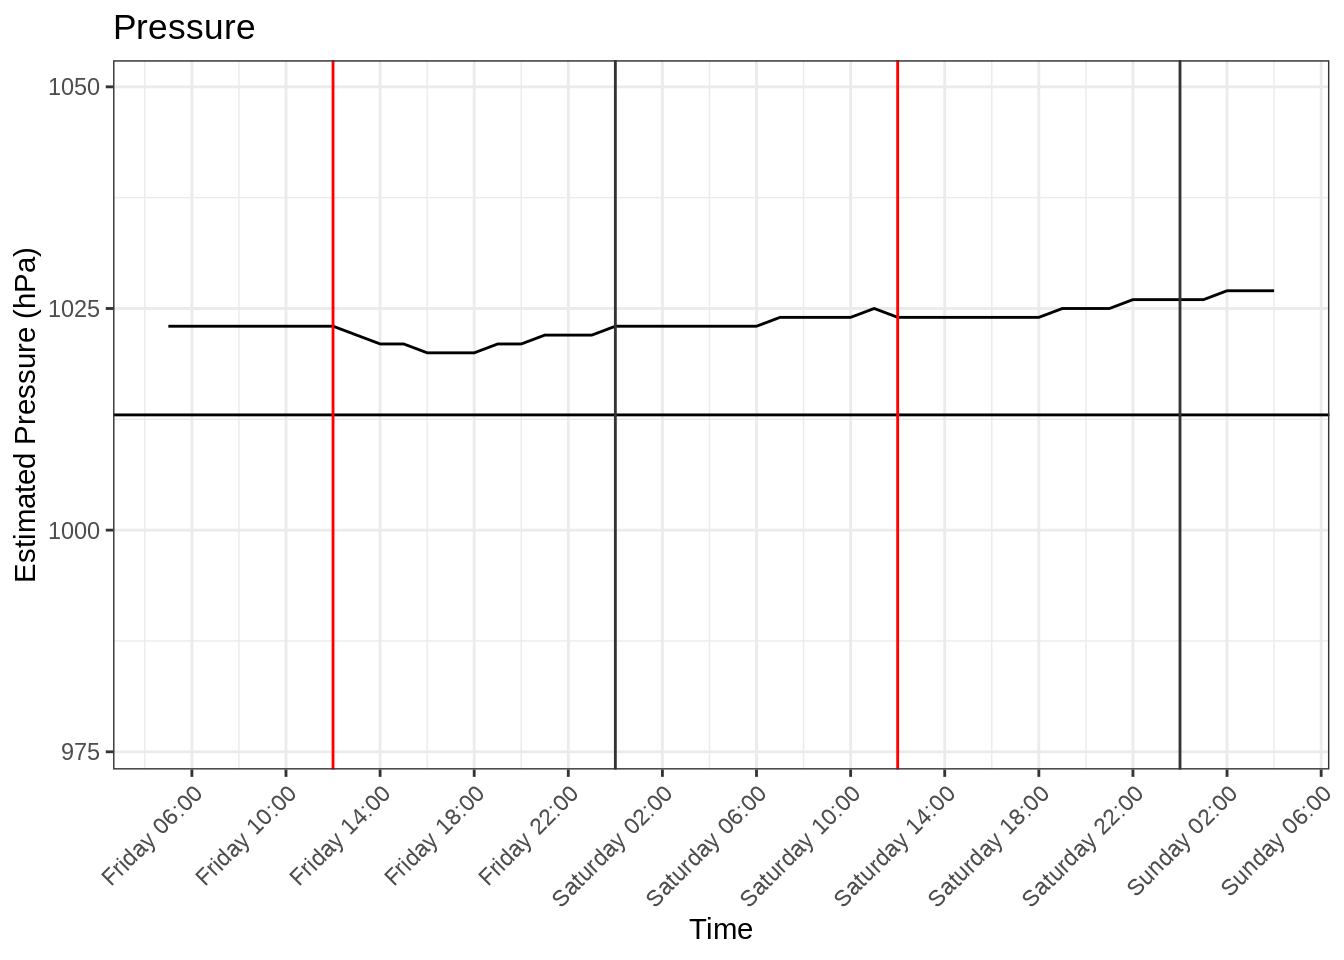 Pressure
Estimated Pressure (hPa)
1050
1025
1000
975
Friday 06:00
Friday 10:00
Friday 14:00
Friday 18:00
Friday 22:00
Saturday 02:00
Saturday 06:00
Saturday 10:00
Saturday 14:00
Saturday 18:00
Saturday 22:00
Sunday 02:00
Sunday 06:00
Time